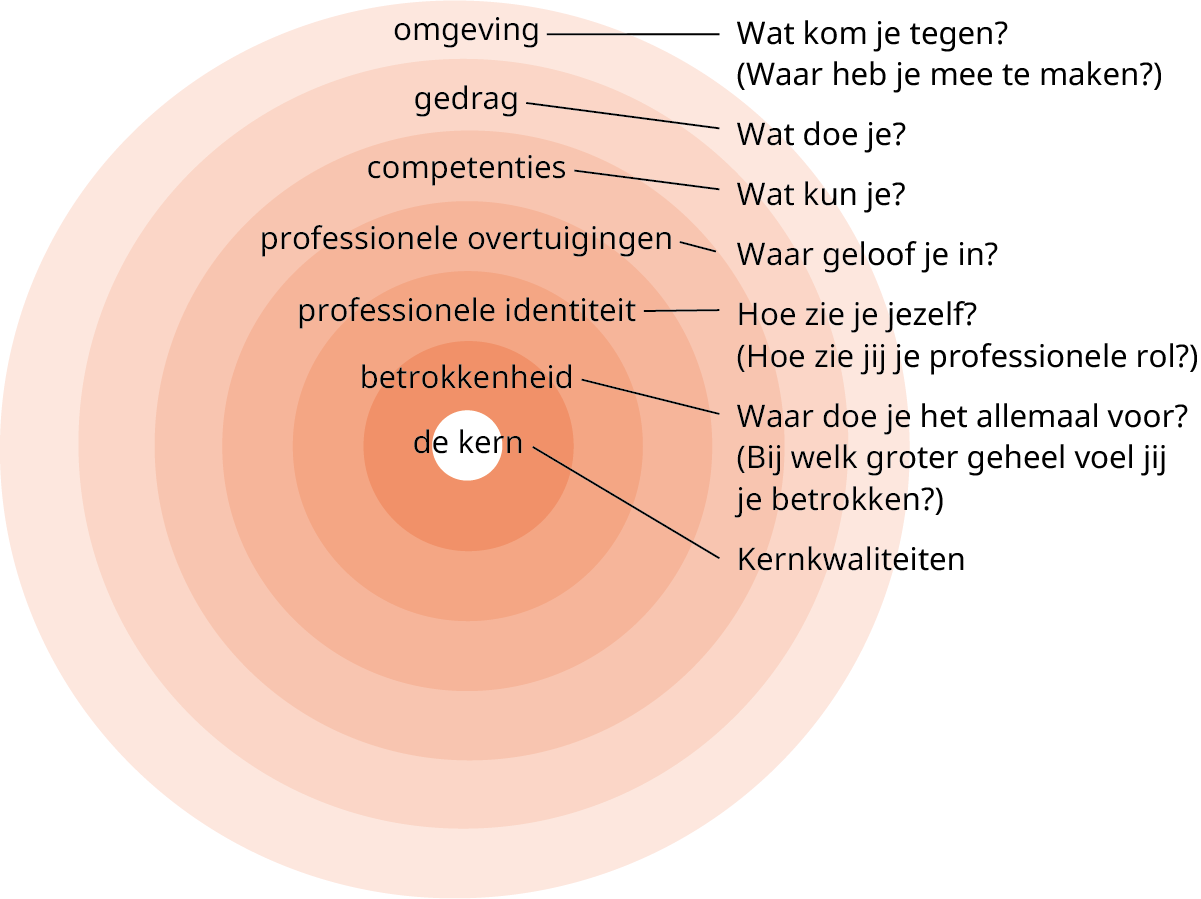 omgeving
Wat kom je tegen?
(Waar heb je mee te maken?)
gedrag
Wat doe je?
competenties
Wat kun je?
professionele overtuigingen
Waar geloof je in?
professionele identiteit
Hoe zie je jezelf?
(Hoe zie jij je professionele rol?)
betrokkenheid
Waar doe je het allemaal voor?
(Bij welk groter geheel voel jij
je betrokken?)
de kern
Kernkwaliteiten